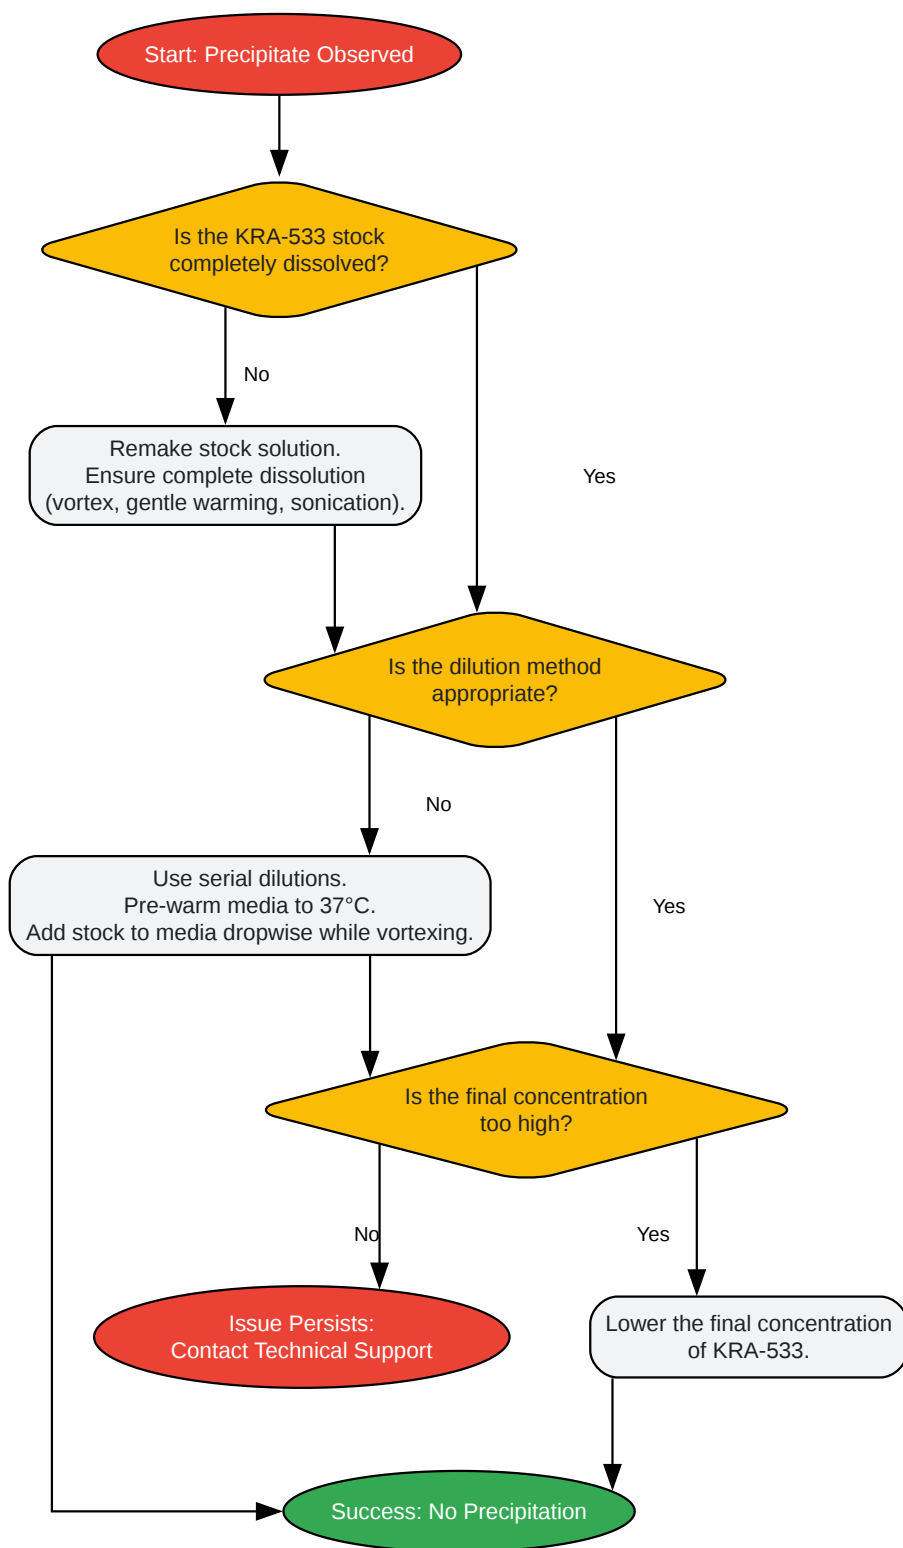 Start: Precipitate Observed
Is the KRA-533 stock
completely dissolved?
No
Remake stock solution.
Ensure complete dissolution
(vortex, gentle warming, sonication).
Yes
Is the dilution method
appropriate?
No
Use serial dilutions.
Pre-warm media to 37°C.
Add stock to media dropwise while vortexing.
Yes
Is the final concentration
too high?
No
Yes
Issue Persists:
Contact Technical Support
Lower the final concentration
of KRA-533.
Success: No Precipitation